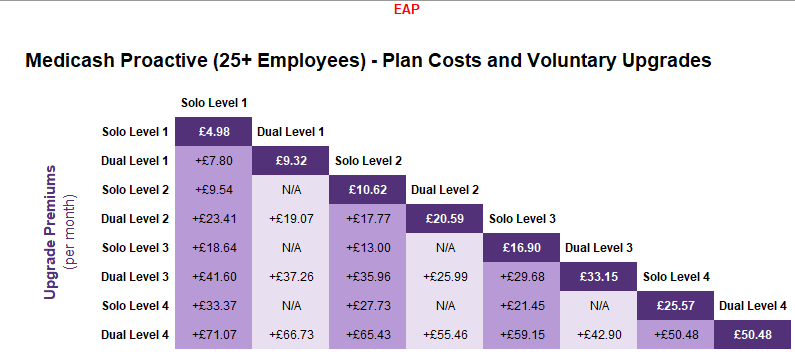 EAP
Medicash Proactive (25+ Employees) - Plan Costs and Voluntary Upgrades
Solo Level 1
Solo Level 1 £4.98 Dual Level 1
Dual Level 1 +£7.80 £9.32 Solo Level 2
Solo Level 2 +£9.54 N/A £10.62 Dual Level 2
Dual Level 2 +£23.41 +£19.07 +£17.77 £20.59 Solo Level 3
Solo Level 3 +£18.64 N/A +£13.00 N/A £16.90 Dual Level 3
Dual Level 3 +£41.60 +£37.26 +£35.96 +£25.99 +£29.68 £33.15 Solo Level 4
Solo Level 4 +£33.37 N/A +£27.73 N/A +£21.45 N/A £25.57 Dual Level 4
Dual Level 4 +£71.07 +£66.73 +£65.43 +£55.46 +£59.15 +£42.90 +£50.48 £50.48
Upgrade Premiums
(per month)